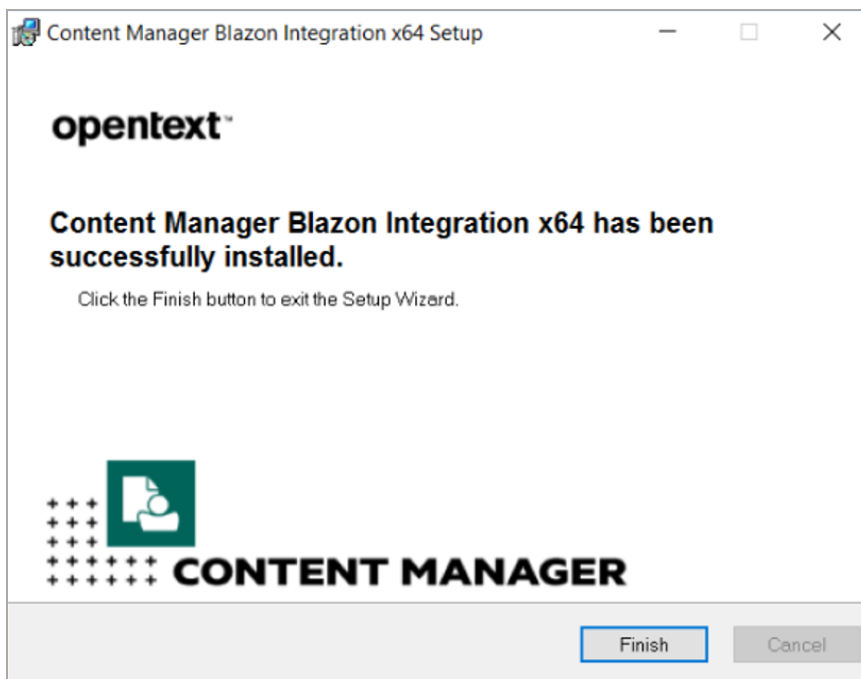 Content Manager Blazon Integration x64 Setup
opentext™
Content Manager Blazon Integration x64 has been
successfully installed.
Click the Finish button to exit the Setup Wizard.
CONTENT MANAGER
Finish
Cancel